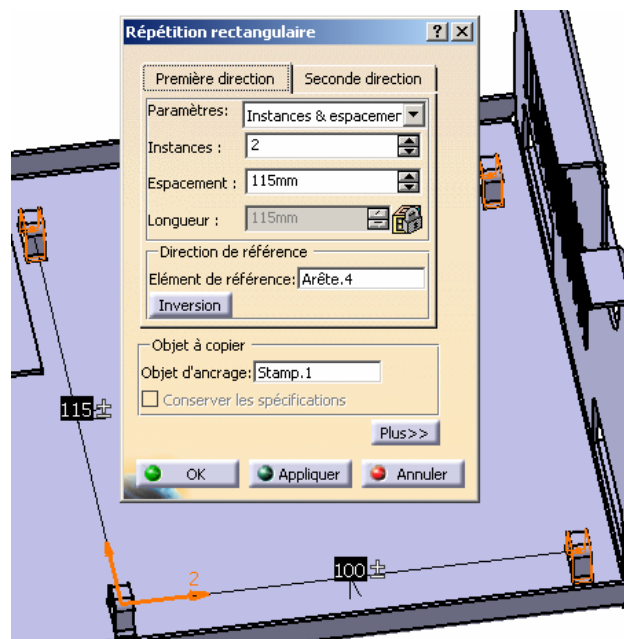 Répétition rectangulaire
Première direction Seconde direction
Paramètres: Instances & espacemer
Instances : 2
Espacement : 115mm
Longueur : 115mm
Direction de référence
Elément de référence: Arête.4
Inversion
Objet à copier
Objet d'ancrage: Stamp.1
Conserver les spécifications
Plus>>
OK Appliquer Annuler
115
2
100